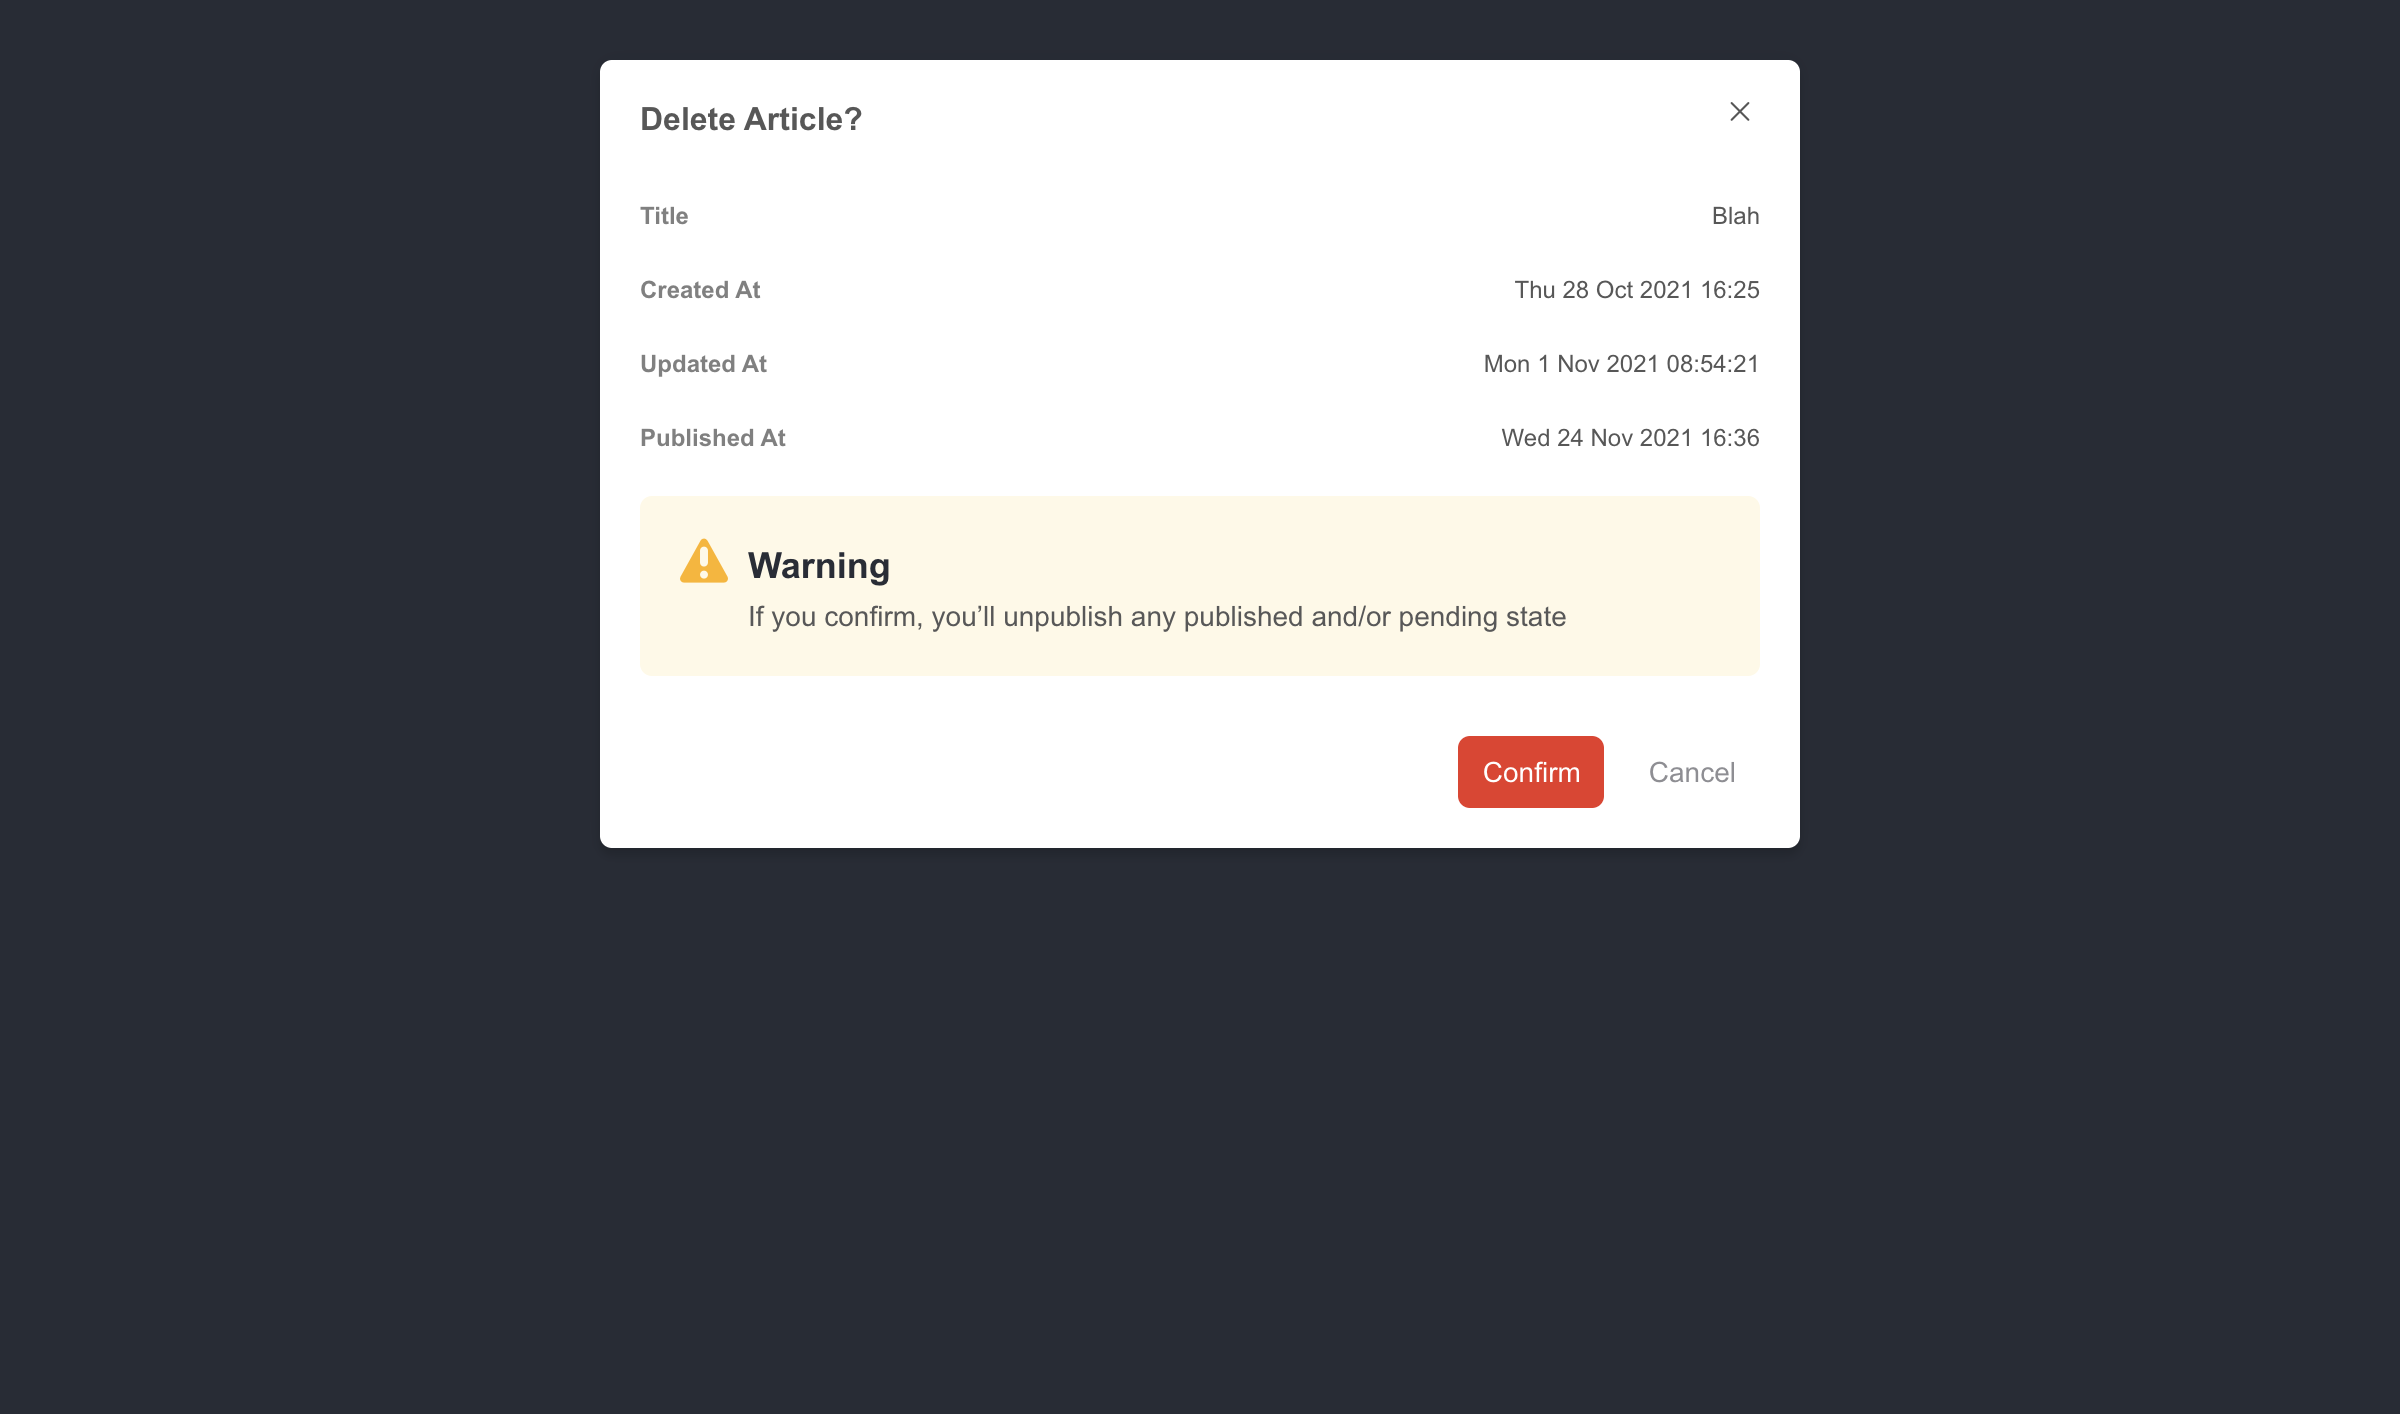 Delete Article?
Title Blah
Created At Thu 28 Oct 2021 16:25
Updated At Mon 1 Nov 2021 08:54:21
Published At Wed 24 Nov 2021 16:36
Warning
If you confirm, you’ll unpublish any published and/or pending state
Confirm Cancel